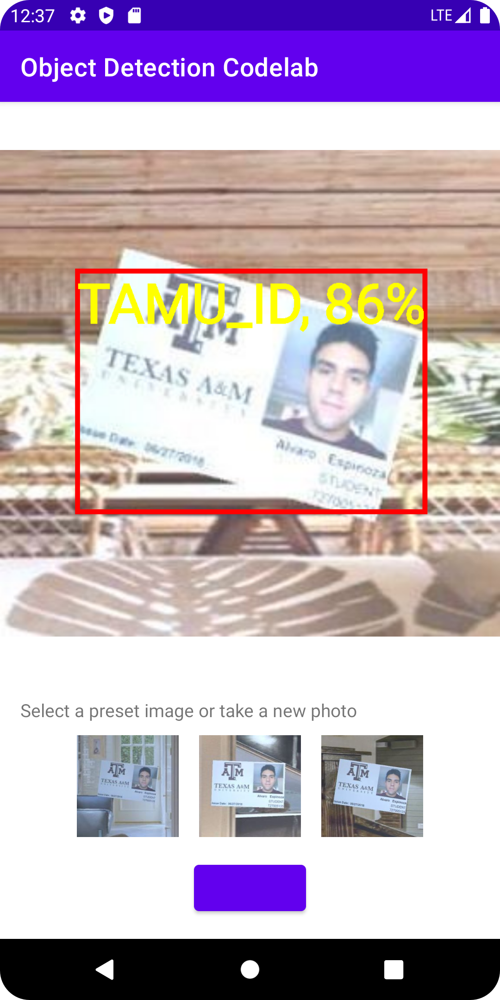 12:37 LTE
Object Detection Codelab
TAMU_ID, 86%
TEXAS A&M
UNIVERSITY
Issue Date: 06/27/2018
Alvaro Espinoza
STUDENT
Select a preset image or take a new photo
ATM
TEXAS A&M
UNIVERSITY
Issue Date: 06/27/2018
Alvaro Espinoza
STUDENT
727005135
ATM
TEXAS A&M
UNIVERSITY
Issue Date: 06/27/2018
Alvaro Espinoza
STUDENT
727005135
ATM
TEXAS A&M
UNIVERSITY
Issue Date: 06/27/2018
Alvaro Espinoza
STUDENT
727005135